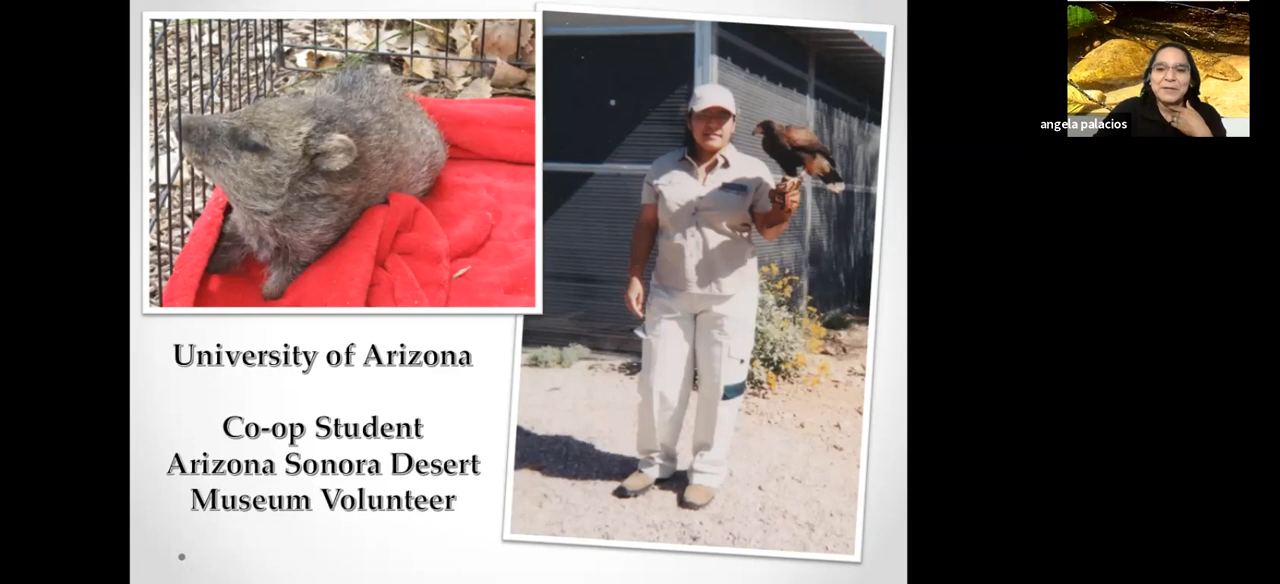 angela palacios
University of Arizona
Co-op Student
Arizona Sonora Desert
Museum Volunteer